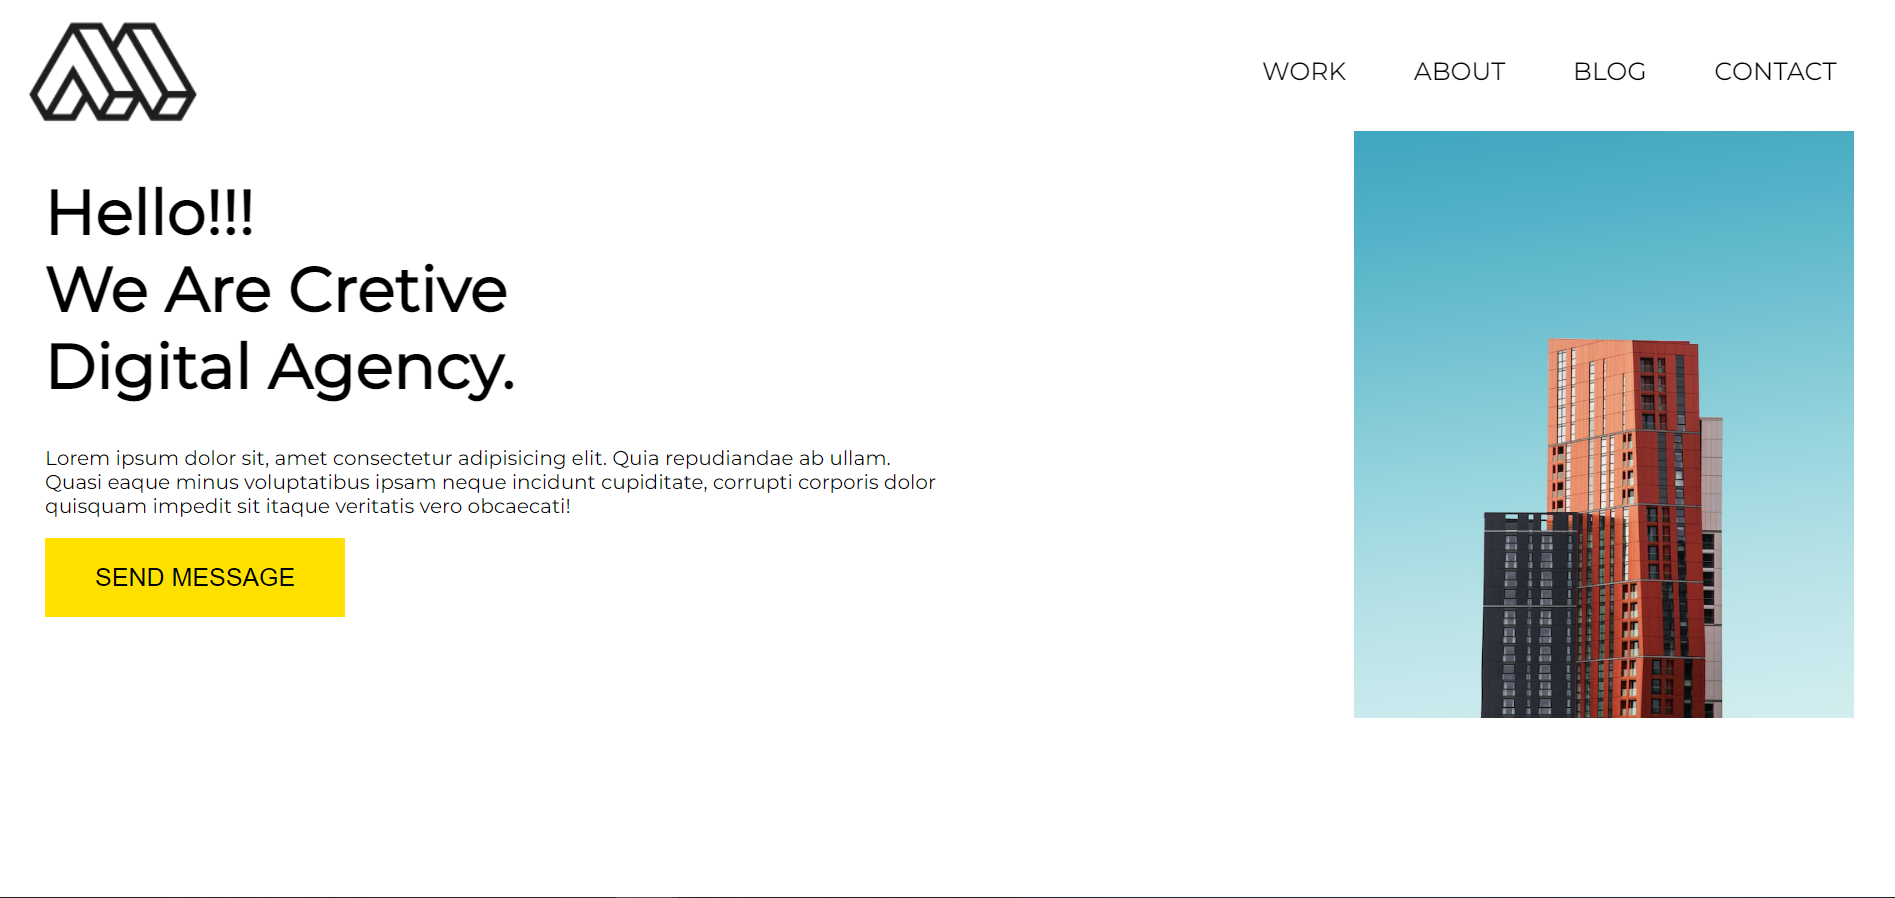 WORK ABOUT BLOG CONTACT
Hello!!!
We Are Cretive
Digital Agency.
Lorem ipsum dolor sit, amet consectetur adipisicing elit. Quia repudiandae ab ullam.
Quasi eaque minus voluptatibus ipsam neque incidunt cupiditate, corrupti corporis dolor
quisquam impedit sit itaque veritatis vero obcaecati!
SEND MESSAGE